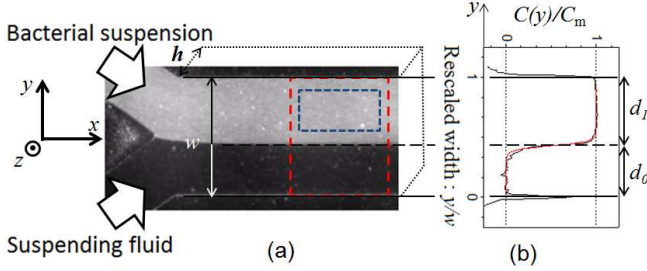 Bacterial suspension
h
y
x
z
w
Suspending fluid
(a)
y
C(y)/Cm
0
1
Rescaled width : y/w
1
0
d1
d0
(b)